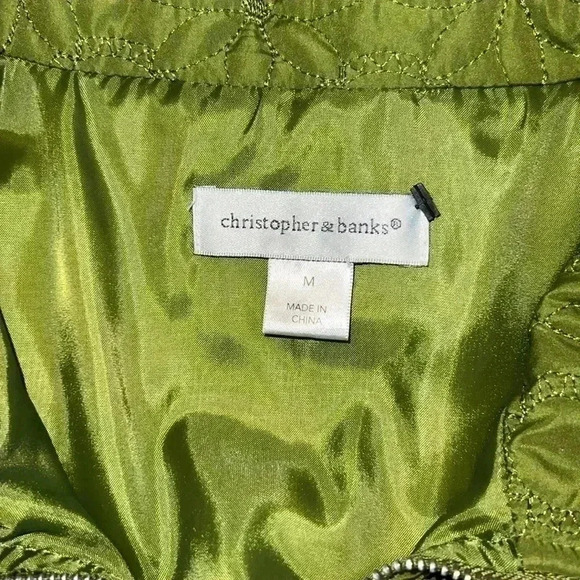 christopher & banks®
M
MADE IN
CHINA